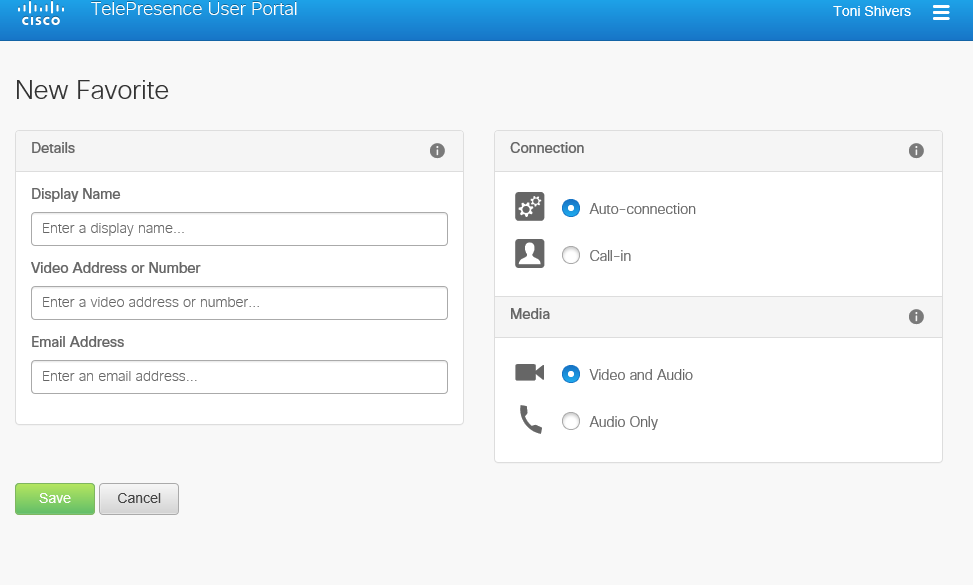 TelePresence User Portal
Toni Shivers
CISCO
New Favorite
Details
Display Name
Enter a display name...
Video Address or Number
Enter a video address or number...
Email Address
Enter an email address...
Connection
Auto-connection
Call-in
Media
Video and Audio
Audio Only
Save
Cancel